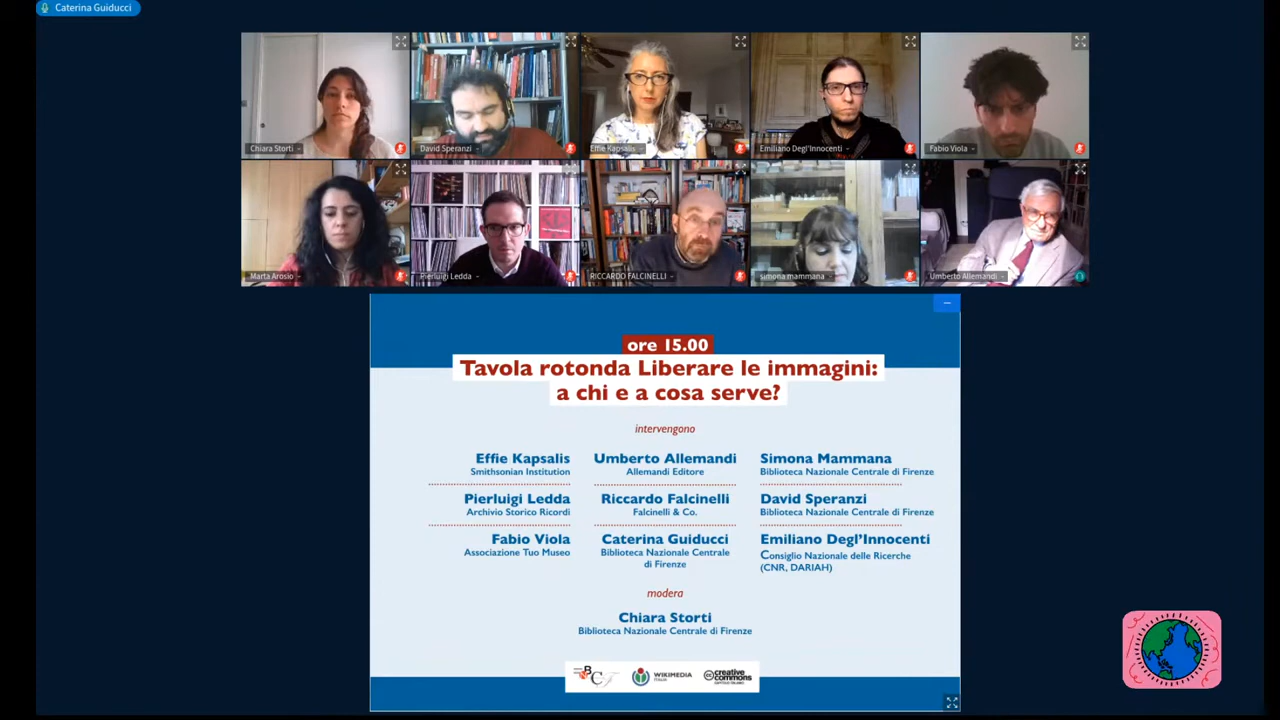 Caterina Guiducci
Chiara Storti
David Speranzi
Effie Kapsalis
Emiliano Degl'Innocenti
Fabio Viola
Marta Arosio
Pierluigi Ledda
RICCARDO FALCINELLI
simona mammana
Umberto Allemandi
ore 15.00
Tavola rotonda Liberare le immagini:
a chi e a cosa serve?
intervengono
Effie Kapsalis
Smithsonian Institution
Umberto Allemandi
Allemandi Editore
Simona Mammana
Biblioteca Nazionale Centrale di Firenze
Pierluigi Ledda
Archivio Storico Ricordi
Riccardo Falcinelli
Falcinelli & Co.
David Speranzi
Biblioteca Nazionale Centrale di Firenze
Fabio Viola
Associazione Tuo Museo
Caterina Guiducci
Biblioteca Nazionale Centrale
di Firenze
Emiliano Degl'Innocenti
Consiglio Nazionale delle Ricerche
(CNR, DARIAH)
modera
Chiara Storti
Biblioteca Nazionale Centrale di Firenze
WIKIMEDIA
ITALIA
cc creative
commons